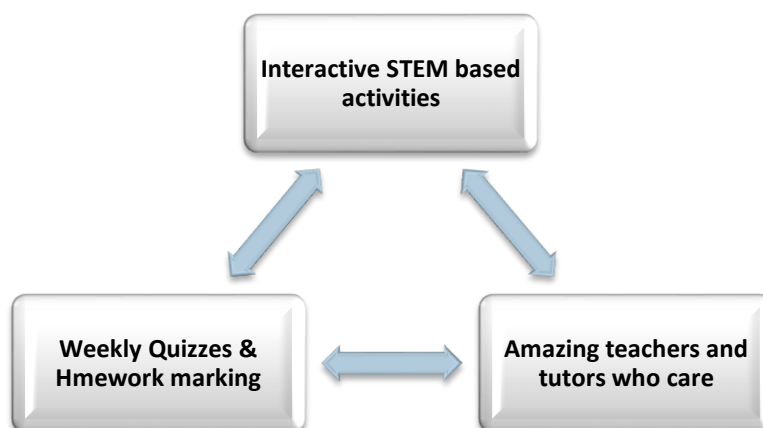 Interactive STEM based
activities
Weekly Quizzes &
Hmework marking
Amazing teachers and
tutors who care